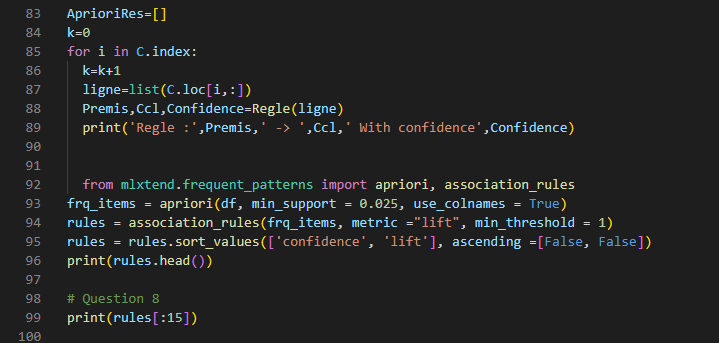 83 AprioriRes=[]
84 k=0
85 for i in C.index:
86   k=k+1
87   ligne=list(C.loc[i,:])
88   Premis,Ccl,Confidence=Regle(ligne)
89   print('Regle :',Premis,' -> ',Ccl,' With confidence',Confidence)
90
91
92   from mlxtend.frequent_patterns import apriori, association_rules
93 frq_items = apriori(df, min_support = 0.025, use_colnames = True)
94 rules = association_rules(frq_items, metric ="lift", min_threshold = 1)
95 rules = rules.sort_values(['confidence', 'lift'], ascending =[False, False])
96 print(rules.head())
97
98 # Question 8
99 print(rules[:15])
100